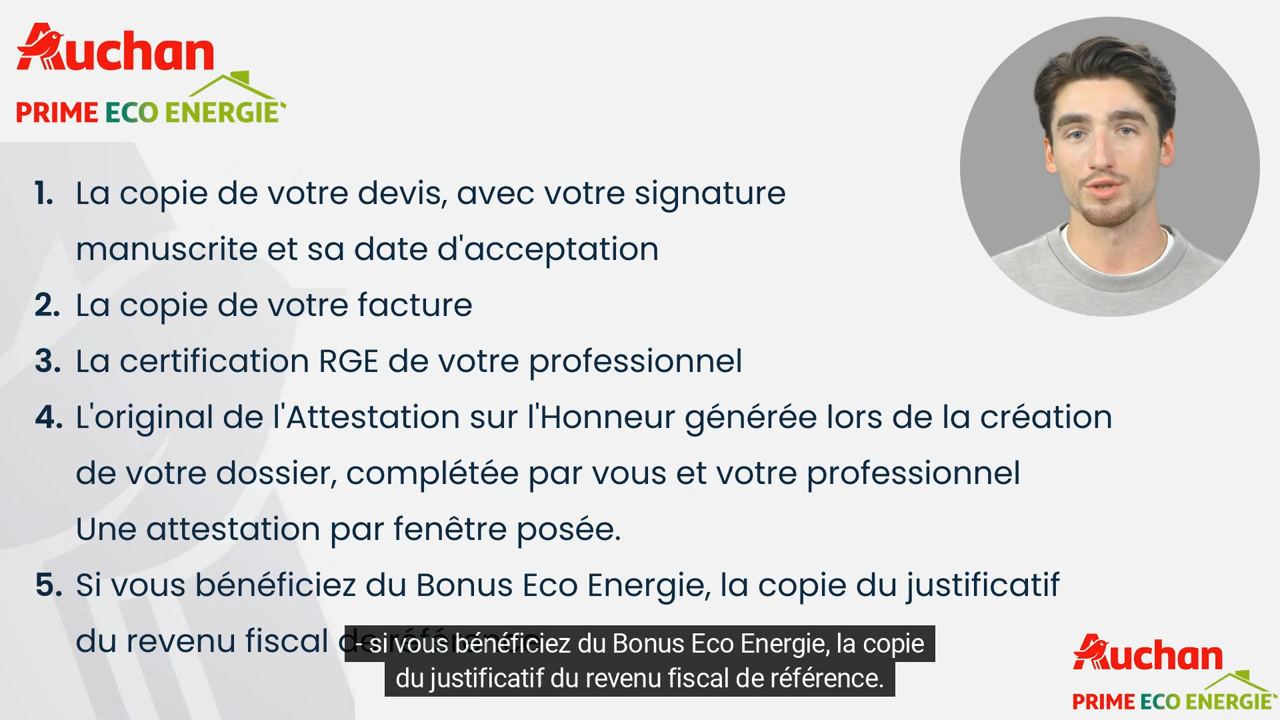 Auchan
PRIME ECO ENERGIE
1. La copie de votre devis, avec votre signature
manuscrite et sa date d'acceptation
2. La copie de votre facture
3. La certification RGE de votre professionnel
4. L'original de l'Attestation sur l'Honneur générée lors de la création
de votre dossier, complétée par vous et votre professionnel
Une attestation par fenêtre posée.
5. Si vous bénéficiez du Bonus Eco Energie, la copie du justificatif
du revenu fiscal
- si vous bénéficiez du Bonus Eco Energie, la copie
du justificatif du revenu fiscal de référence.
Auchan
PRIME ECO ENERGIE